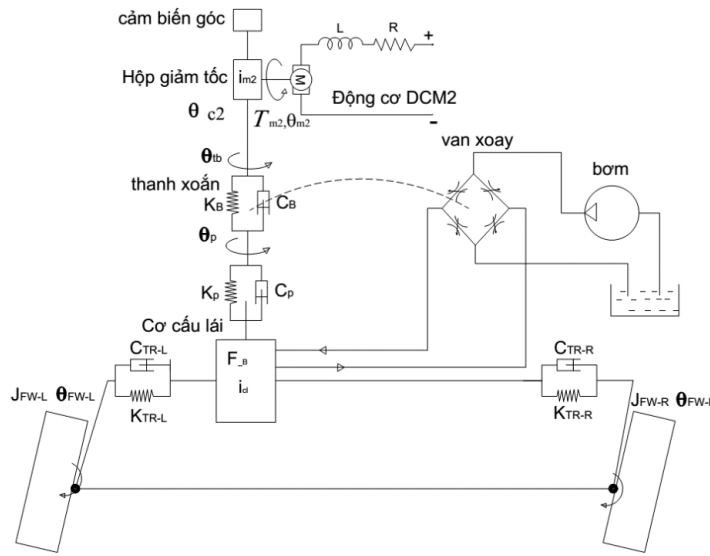 cảm biến góc
L
R
+
Hộp giảm tốc
im2
M
Động cơ DCM2
-
θ c2
Tm2,θm2
van xoay
bơm
θtb
thanh xoắn
KB
CB
θp
Kp
Cp
Cơ cấu lái
CTR-L
F_B
CTR-R
icl
JFW-L θFW-L
KTR-L
KTR-R
JFW-R